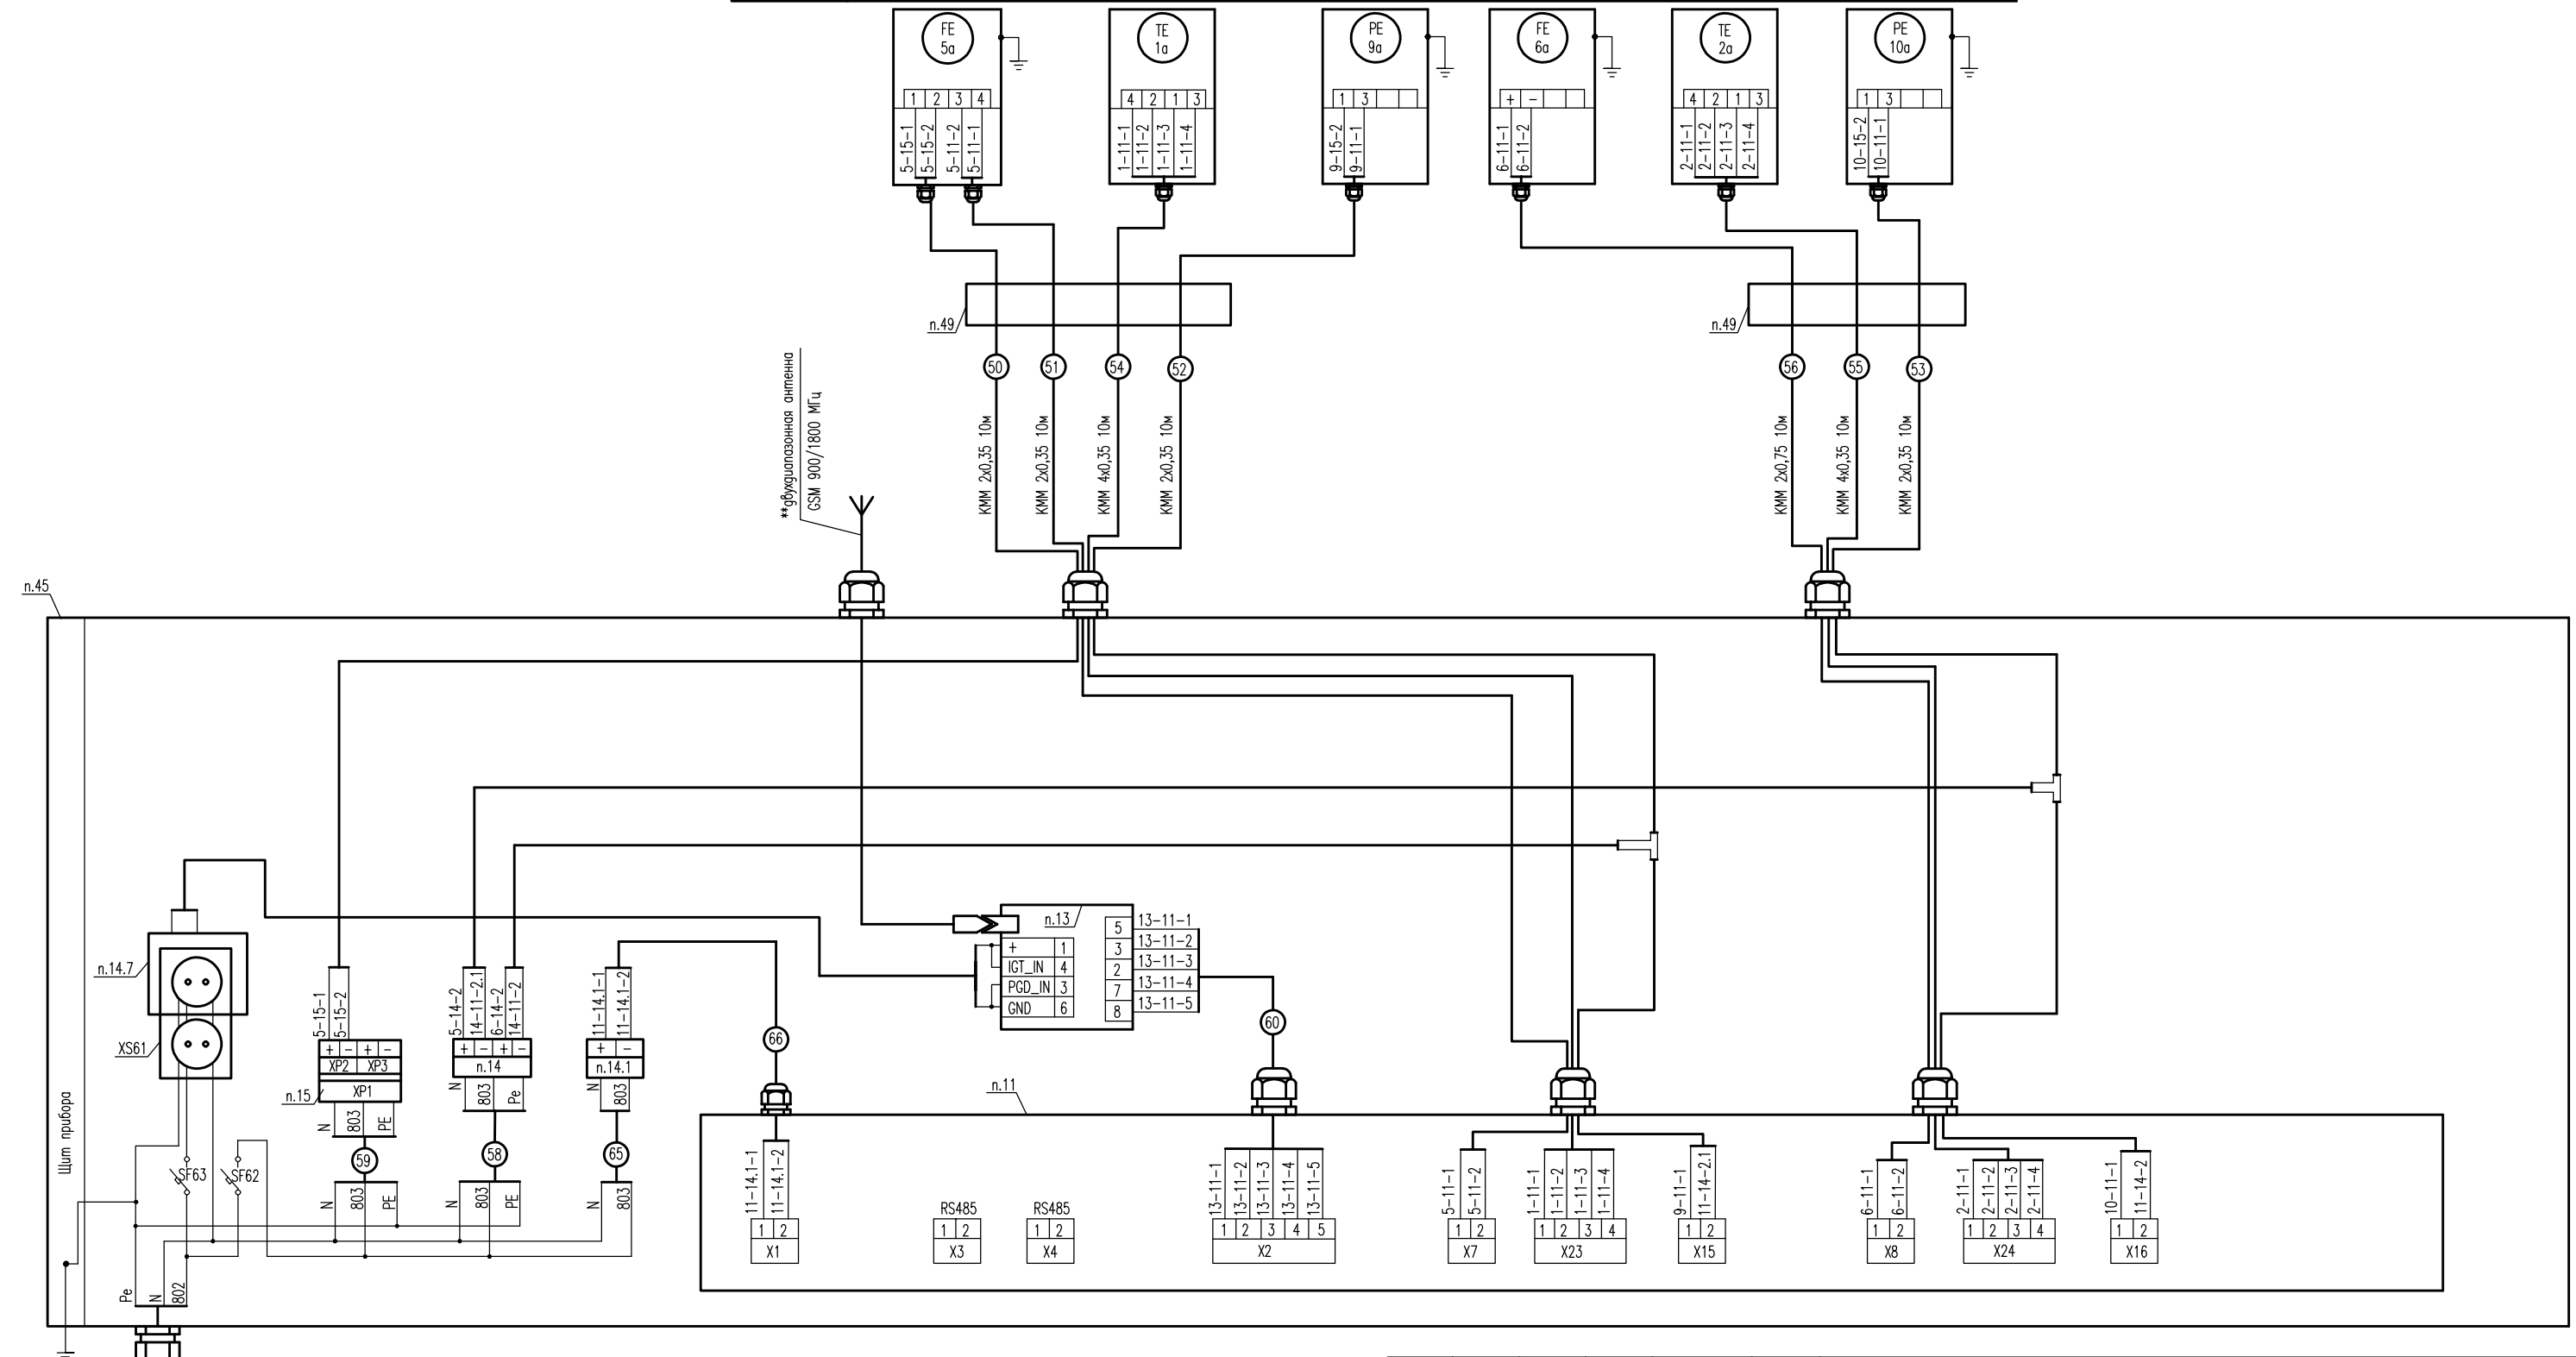 FE
5а
TE
1а
PE
9а
FE
6а
TE
2а
PE
10а
1 2 3 4
4 2 1 3
1 3
+ −
4 2 1 3
1 3
5-15-1
5-15-2
5-11-2
5-11-1
1-11-1
1-11-2
1-11-3
1-11-4
9-15-2
9-11-1
6-11-1
6-11-2
2-11-1
2-11-2
2-11-3
2-11-4
10-15-2
10-11-1
п.49
п.49
50
51
54
52
56
55
53
**двухдиапазонная антенна
GSM 900/1800 МГц
КММ 2х0,35 10м
КММ 2х0,35 10м
КММ 4х0,35 10м
КММ 2х0,35 10м
КММ 2х0,75 10м
КММ 4х0,35 10м
КММ 2х0,35 10м
п.45
Щит прибора
п.14.7
XS61
SF63
SF62
Pe
N
802
5-15-1
5-15-2
+ − + −
XP2 XP3
XP1
п.15
N
803
PE
59
N
803
PE
5-14-2
14-11-2.1
6-14-2
14-11-2
+ − + −
п.14
N
803
Pe
58
N
803
PE
11-14.1-1
11-14.1-2
+ −
п.14.1
N
803
65
N
803
66
п.13
+ 1
IGT_IN 4
PGD_IN 3
GND 6
5 13-11-1
3 13-11-2
2 13-11-3
7 13-11-4
8 13-11-5
60
п.11
11-14.1-1
11-14.1-2
1 2
X1
RS485
1 2
X3
RS485
1 2
X4
13-11-1
13-11-2
13-11-3
13-11-4
13-11-5
1 2 3 4 5
X2
5-11-1
5-11-2
1 2
X7
1-11-1
1-11-2
1-11-3
1-11-4
1 2 3 4
X23
9-11-1
11-14-2.1
1 2
X15
6-11-1
6-11-2
1 2
X8
2-11-1
2-11-2
2-11-3
2-11-4
1 2 3 4
X24
10-11-1
11-14-2
1 2
X16